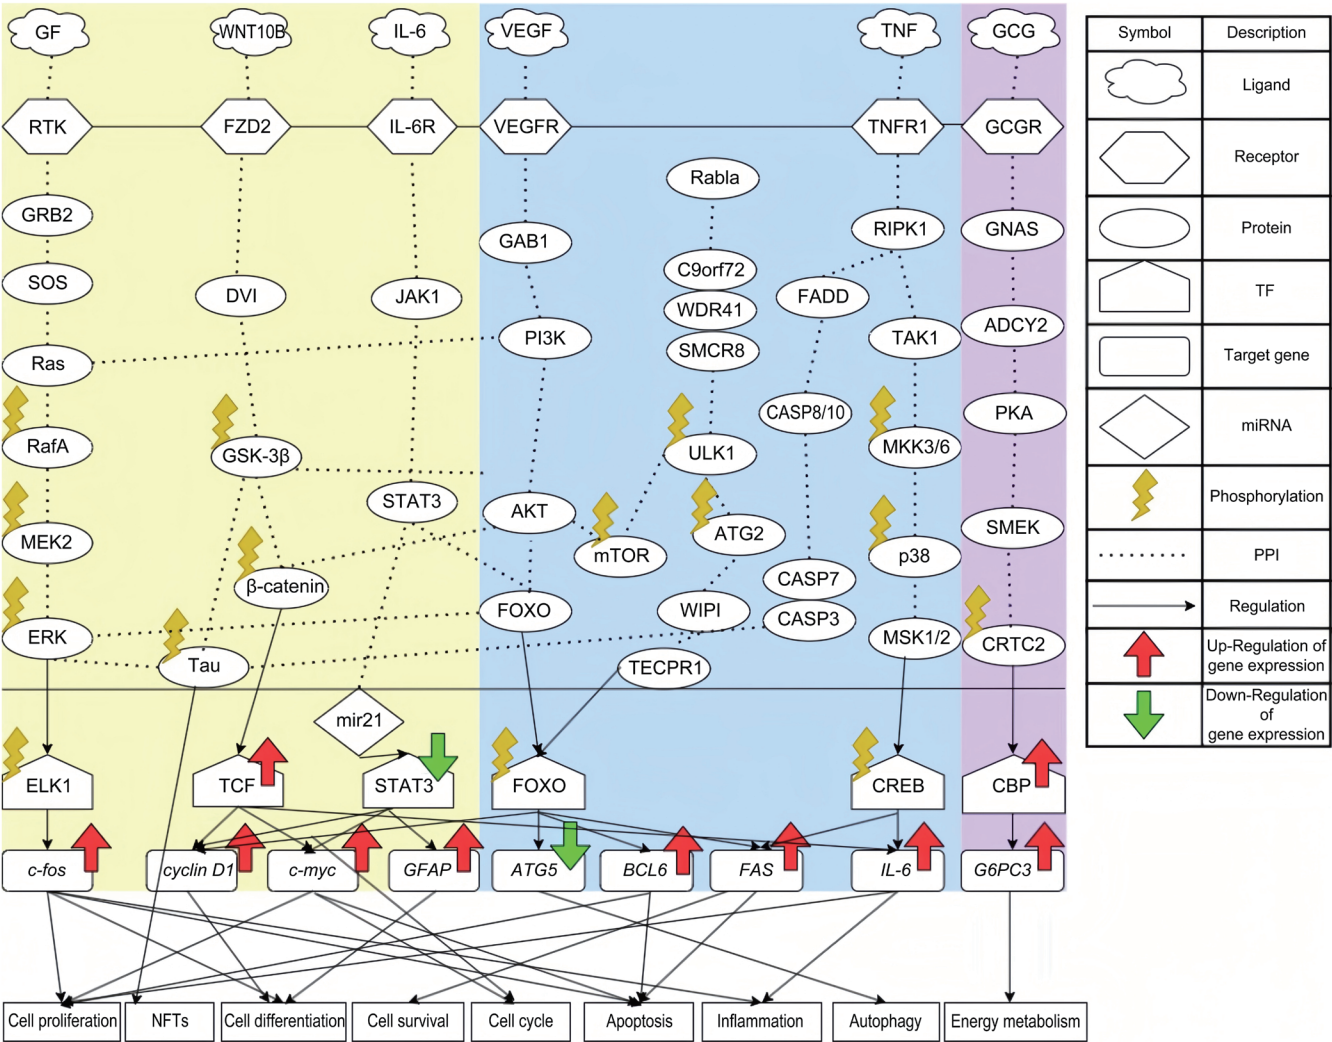 GF
WNT10B
IL-6
VEGF
TNF
GCG
RTK
FZD2
IL-6R
VEGFR
TNFR1
GCGR
Rabla
GRB2
GAB1
RIPK1
GNAS
C9orf72
SOS
DVI
JAK1
WDR41
FADD
PI3K
SMCR8
TAK1
ADCY2
Ras
RafA
GSK-3β
ULK1
CASP8/10
MKK3/6
PKA
STAT3
AKT
MEK2
mTOR
ATG2
p38
SMEK
β-catenin
CASP7
FOXO
WIPI
CASP3
ERK
Tau
TECPR1
MSK1/2
CRTC2
mir21
ELK1
TCF
STAT3
FOXO
CREB
CBP
c-fos
cyclin D1
c-myc
GFAP
ATG5
BCL6
FAS
IL-6
G6PC3
Cell proliferation
NFTs
Cell differentiation
Cell survival
Cell cycle
Apoptosis
Inflammation
Autophagy
Energy metabolism
Symbol
Description
Ligand
Receptor
Protein
TF
Target gene
miRNA
Phosphorylation
PPI
Regulation
Up-Regulation of
gene expression
Down-Regulation
of
gene expression